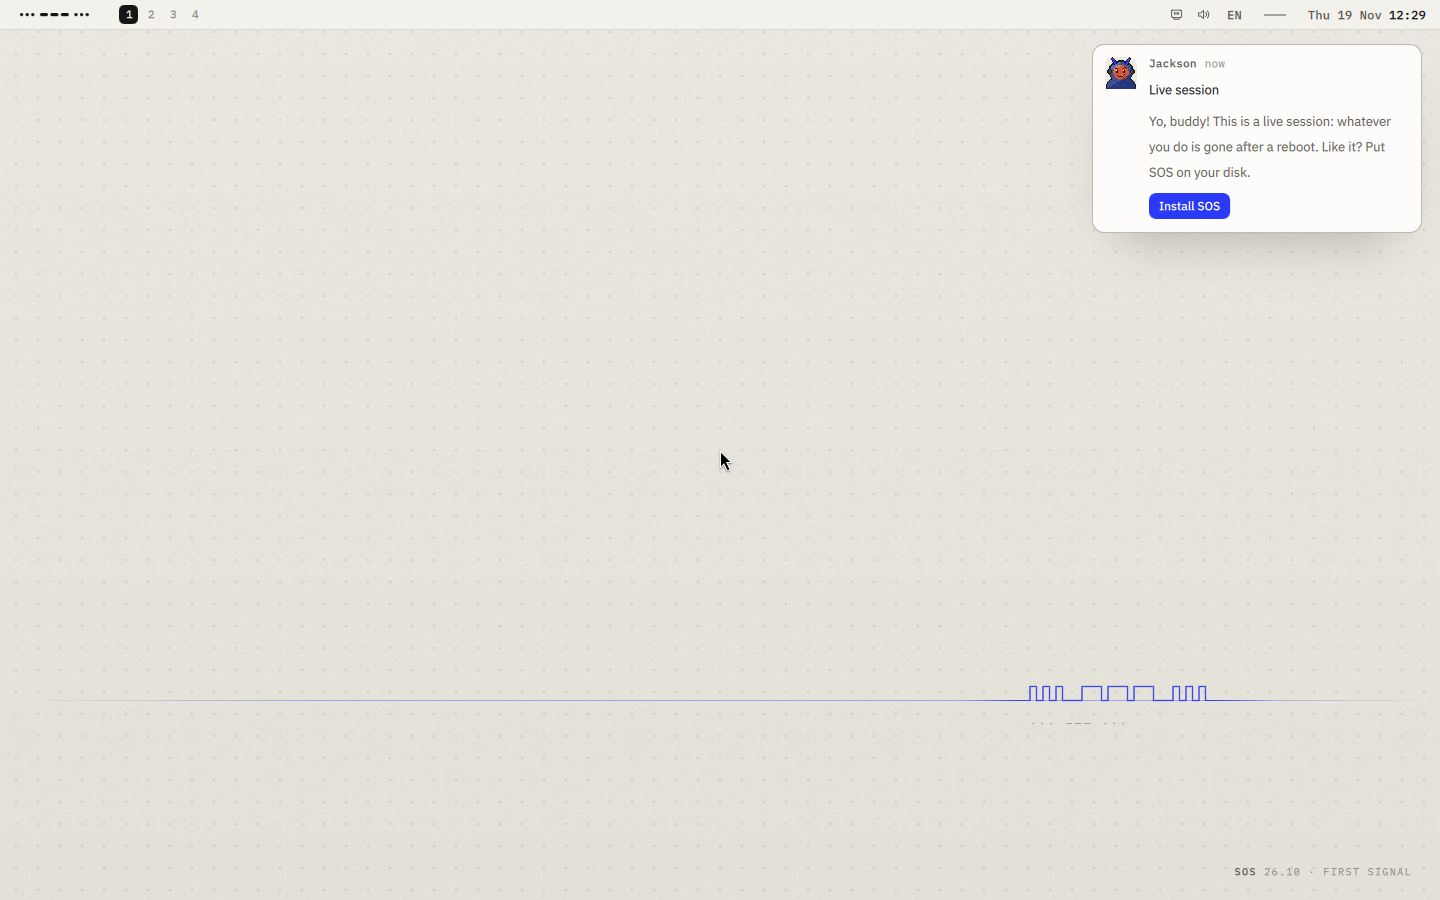 1 2 3 4
EN
Thu 19 Nov 12:29
Jackson now
Live session
Yo, buddy! This is a live session: whatever
you do is gone after a reboot. Like it? Put
SOS on your disk.
Install SOS
SOS 26.10 · FIRST SIGNAL